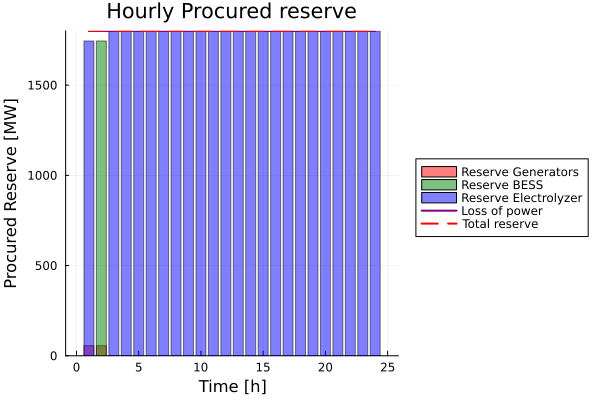 Hourly Procured reserve
Procured Reserve [MW]
1500
1000
500
0
0 5 10 15 20 25
Time [h]
Reserve Generators
Reserve BESS
Reserve Electrolyzer
Loss of power
Total reserve